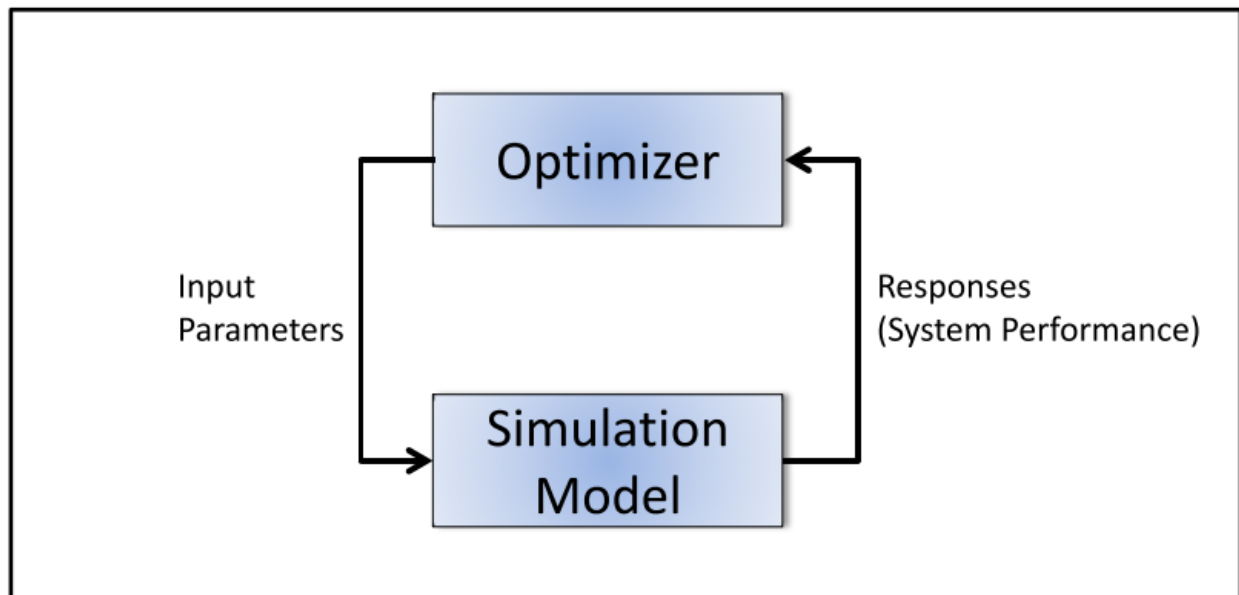 Optimizer
Input
Parameters
Responses
(System Performance)
Simulation
Model